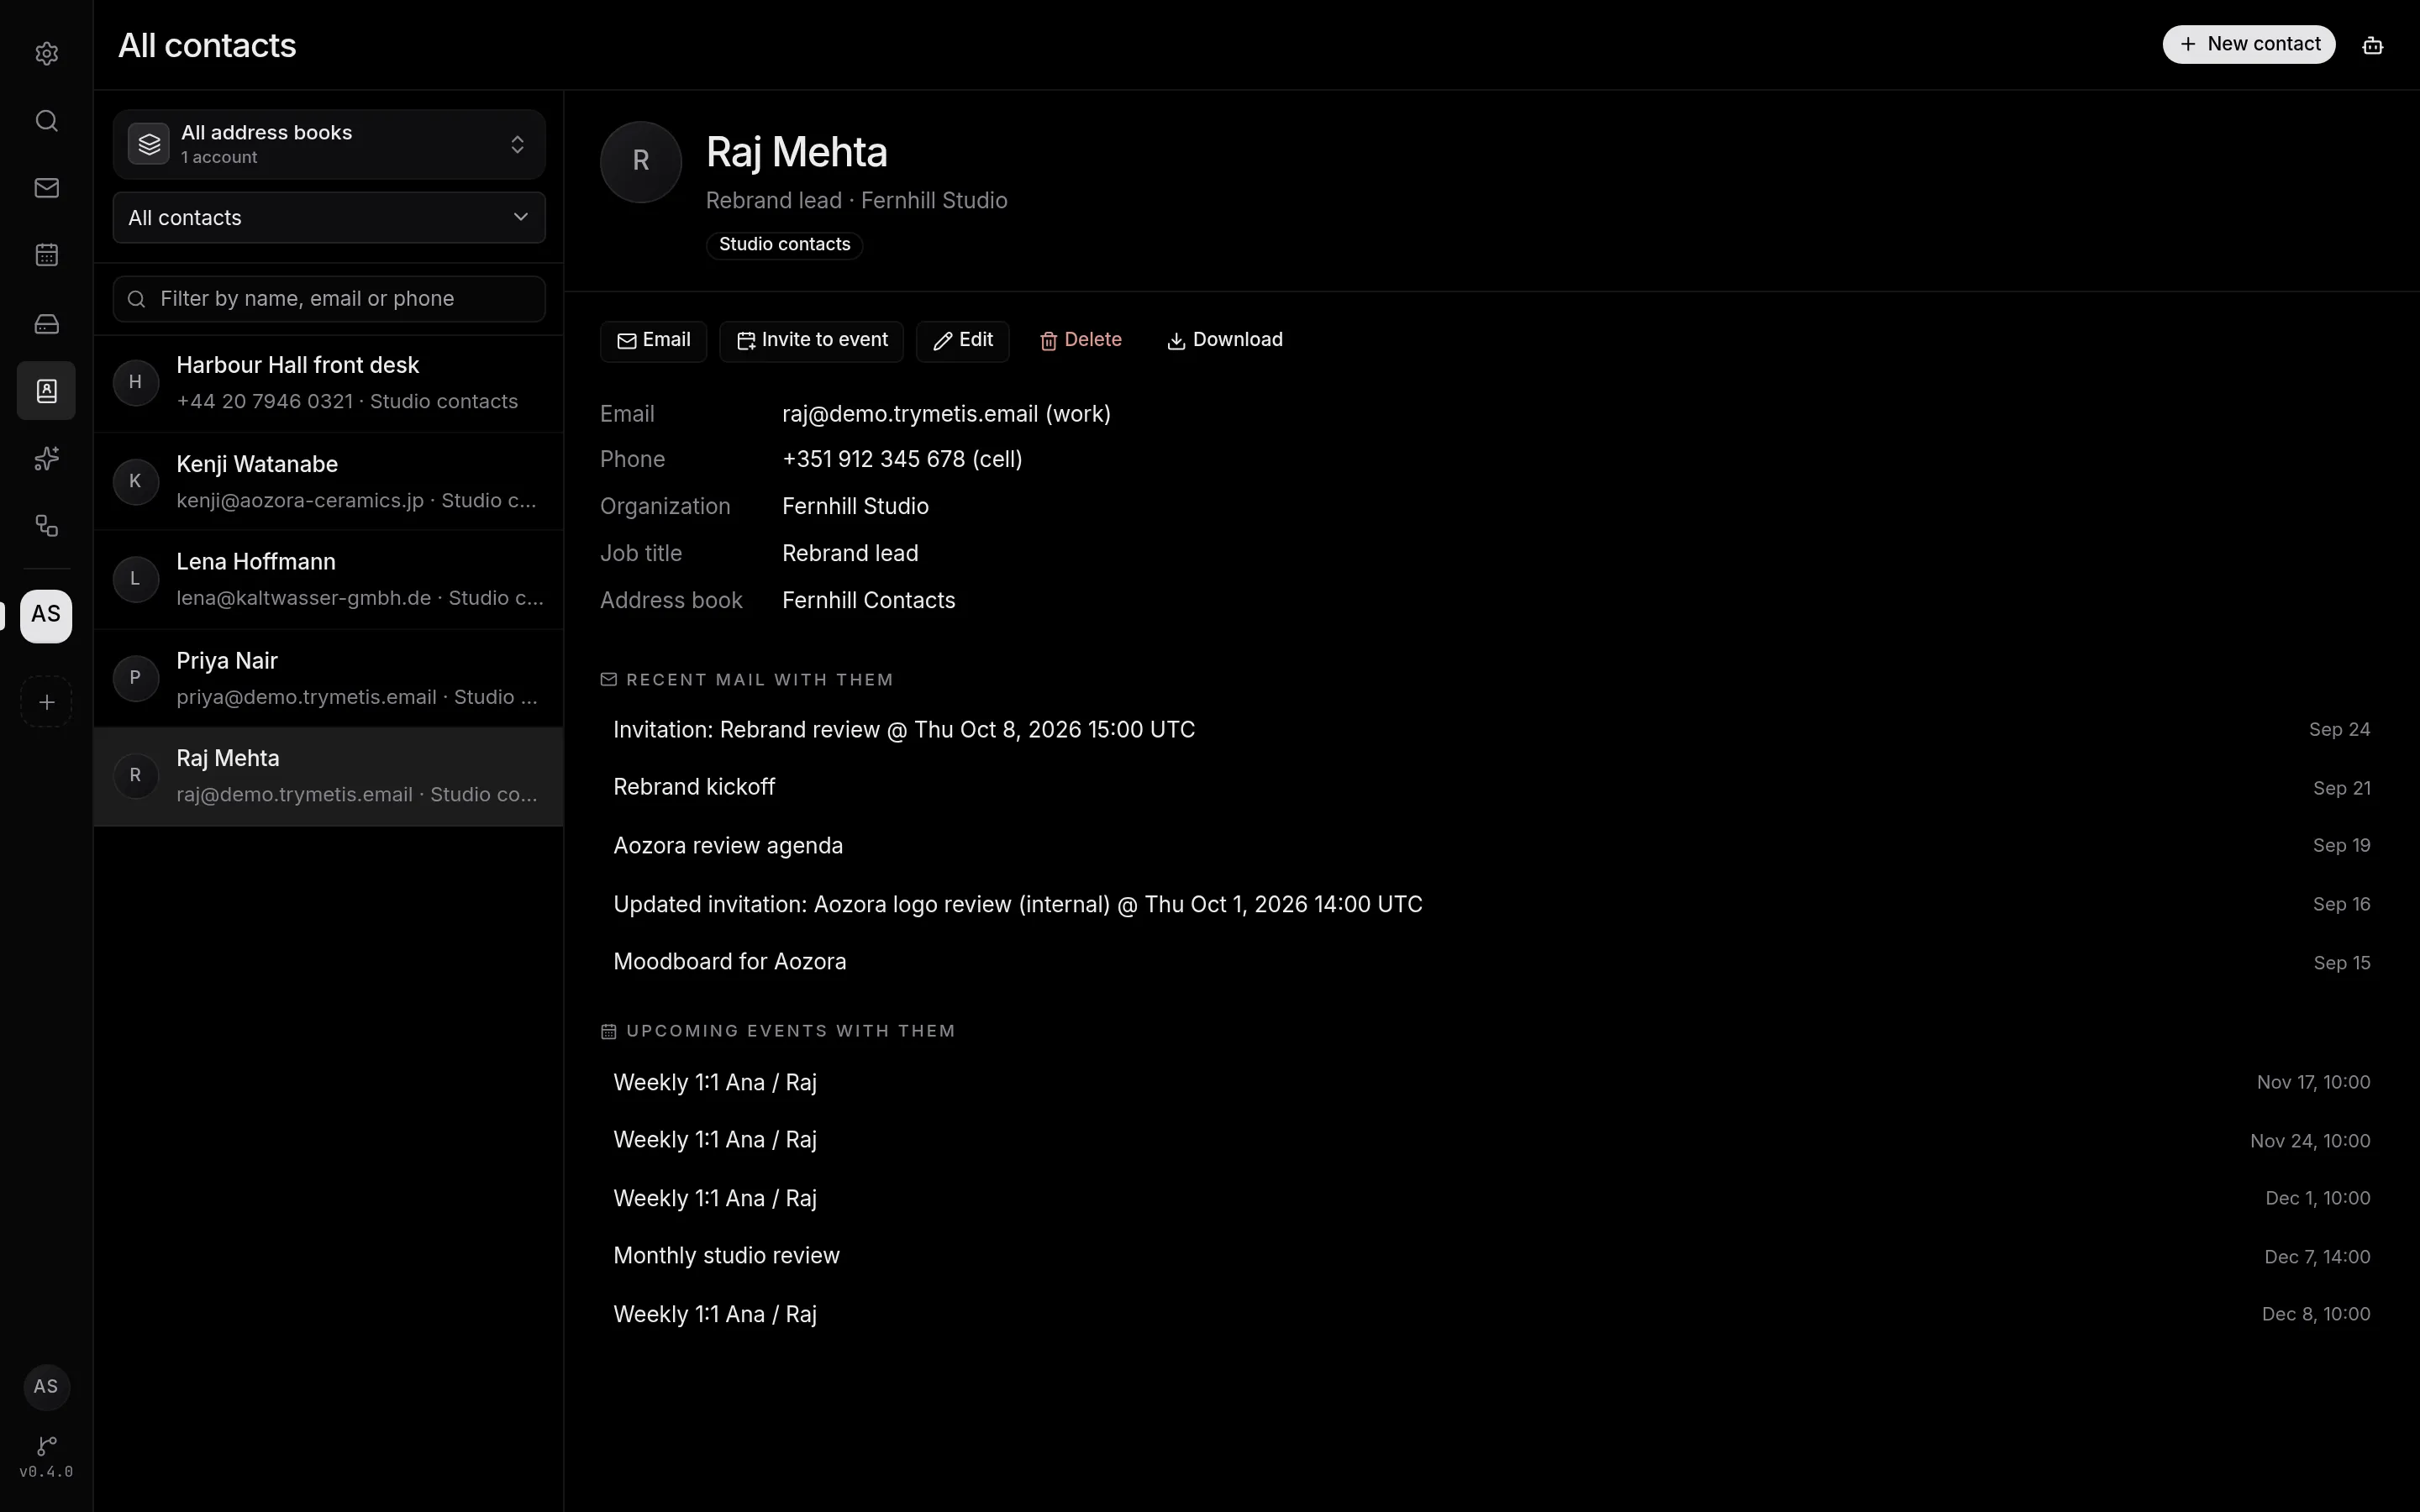 All contacts
New contact
All address books
1 account
All contacts
Filter by name, email or phone
H
Harbour Hall front desk
+44 20 7946 0321 · Studio contacts
K
Kenji Watanabe
kenji@aozora-ceramics.jp · Studio c...
L
Lena Hoffmann
lena@kaltwasser-gmbh.de · Studio c...
P
Priya Nair
priya@demo.trymetis.email · Studio ...
R
Raj Mehta
raj@demo.trymetis.email · Studio co...
AS
AS
v0.4.0
R
Raj Mehta
Rebrand lead · Fernhill Studio
Studio contacts
Email Invite to event Edit Delete Download
Email raj@demo.trymetis.email (work)
Phone +351 912 345 678 (cell)
Organization Fernhill Studio
Job title Rebrand lead
Address book Fernhill Contacts
RECENT MAIL WITH THEM
Invitation: Rebrand review @ Thu Oct 8, 2026 15:00 UTC Sep 24
Rebrand kickoff Sep 21
Aozora review agenda Sep 19
Updated invitation: Aozora logo review (internal) @ Thu Oct 1, 2026 14:00 UTC Sep 16
Moodboard for Aozora Sep 15
UPCOMING EVENTS WITH THEM
Weekly 1:1 Ana / Raj Nov 17, 10:00
Weekly 1:1 Ana / Raj Nov 24, 10:00
Weekly 1:1 Ana / Raj Dec 1, 10:00
Monthly studio review Dec 7, 14:00
Weekly 1:1 Ana / Raj Dec 8, 10:00